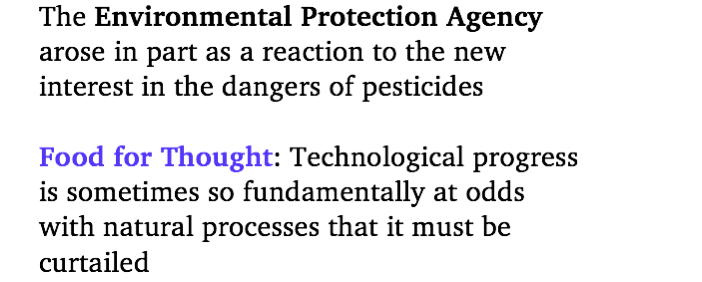 The Environmental Protection Agency
arose in part as a reaction to the new
interest in the dangers of pesticides
Food for Thought: Technological progress
is sometimes so fundamentally at odds
with natural processes that it must be
curtailed